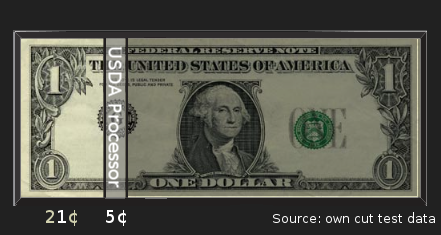 FEDERAL RESERVE NOTE
THE UNITED STATES OF AMERICA
1
1
USDA Processor
ONE
1
ONE DOLLAR
1
21¢
5¢
Source: own cut test data